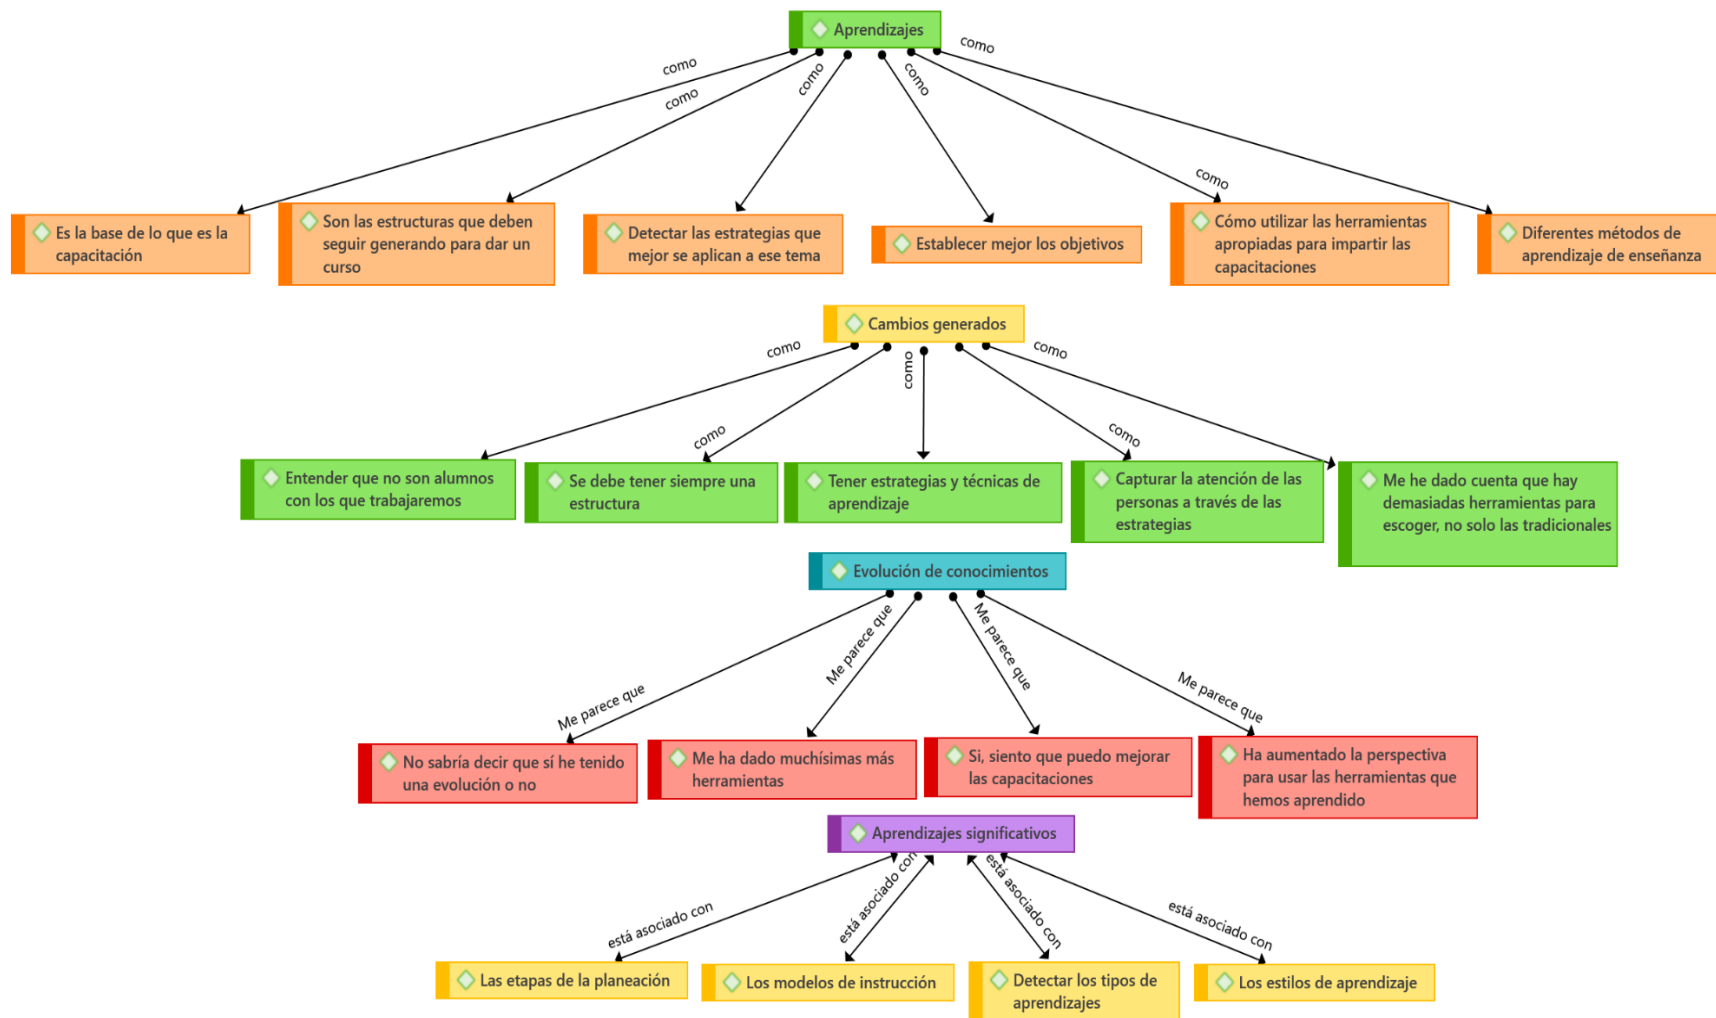 Aprendizajes
como
como
como
como
como
como
Es la base de lo que es la
capacitación
Son las estructuras que deben
seguir generando para dar un
curso
Detectar las estrategias que
mejor se aplican a ese tema
Establecer mejor los objetivos
Cómo utilizar las herramientas
apropiadas para impartir las
capacitaciones
Diferentes métodos de
aprendizaje de enseñanza
Cambios generados
como
como
como
como
como
Entender que no son alumnos
con los que trabajaremos
Se debe tener siempre una
estructura
Tener estrategias y técnicas de
aprendizaje
Capturar la atención de las
personas a través de las
estrategias
Me he dado cuenta que hay
demasiadas herramientas para
escoger, no solo las tradicionales
Evolución de conocimientos
Me parece que
Me parece que
Me parece que
Me parece que
No sabría decir que sí he tenido
una evolución o no
Me ha dado muchísimas más
herramientas
Si, siento que puedo mejorar
las capacitaciones
Ha aumentado la perspectiva
para usar las herramientas que
hemos aprendido
Aprendizajes significativos
está asociado con
está asociado con
está asociado con
está asociado con
Las etapas de la planeación
Los modelos de instrucción
Detectar los tipos de
aprendizajes
Los estilos de aprendizaje